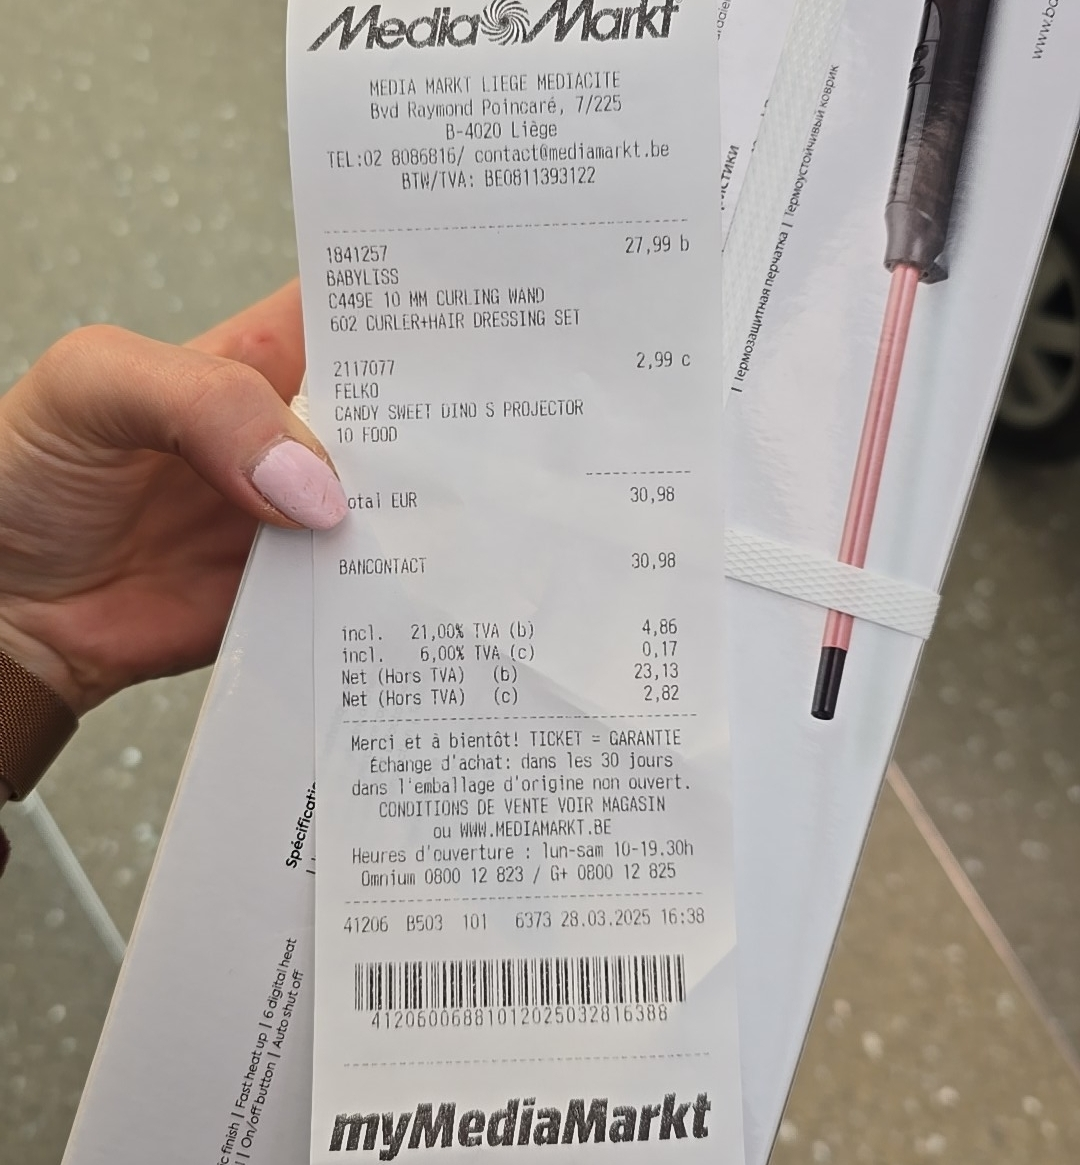 MediaMarkt
MEDIA MARKT LIEGE MEDIACITE
Bvd Raymond Poincaré, 7/225
B-4020 Liège
TEL:02 8086816/ contact@mediamarkt.be
BTW/TVA: BE0811393122
1841257 27,99 b
BABYLISS
C449E 10 MM CURLING WAND
602 CURLER+HAIR DRESSING SET
2117077 2,99 c
FELKO
CANDY SWEET DINO S PROJECTOR
10 FOOD
otal EUR 30,98
BANCONTACT 30,98
incl. 21,00% TVA (b) 4,86
incl. 6,00% TVA (c) 0,17
Net (Hors TVA) (b) 23,13
Net (Hors TVA) (c) 2,82
Merci et à bientôt! TICKET = GARANTIE
Échange d'achat: dans les 30 jours
dans l'emballage d'origine non ouvert.
CONDITIONS DE VENTE VOIR MAGASIN
ou WWW.MEDIAMARKT.BE
Heures d'ouverture : lun-sam 10-19.30h
Omnium 0800 12 823 / G+ 0800 12 825
41206 B503 101 6373 28.03.2025 16:38
4120600688101202503281638​8
myMediaMarkt
Spécificati
c finish | Fast heat up | 6 digital heat
| On/off button | Auto shut off
| Термозащитная перчатка | Термоустойчивый коврик
www.ba